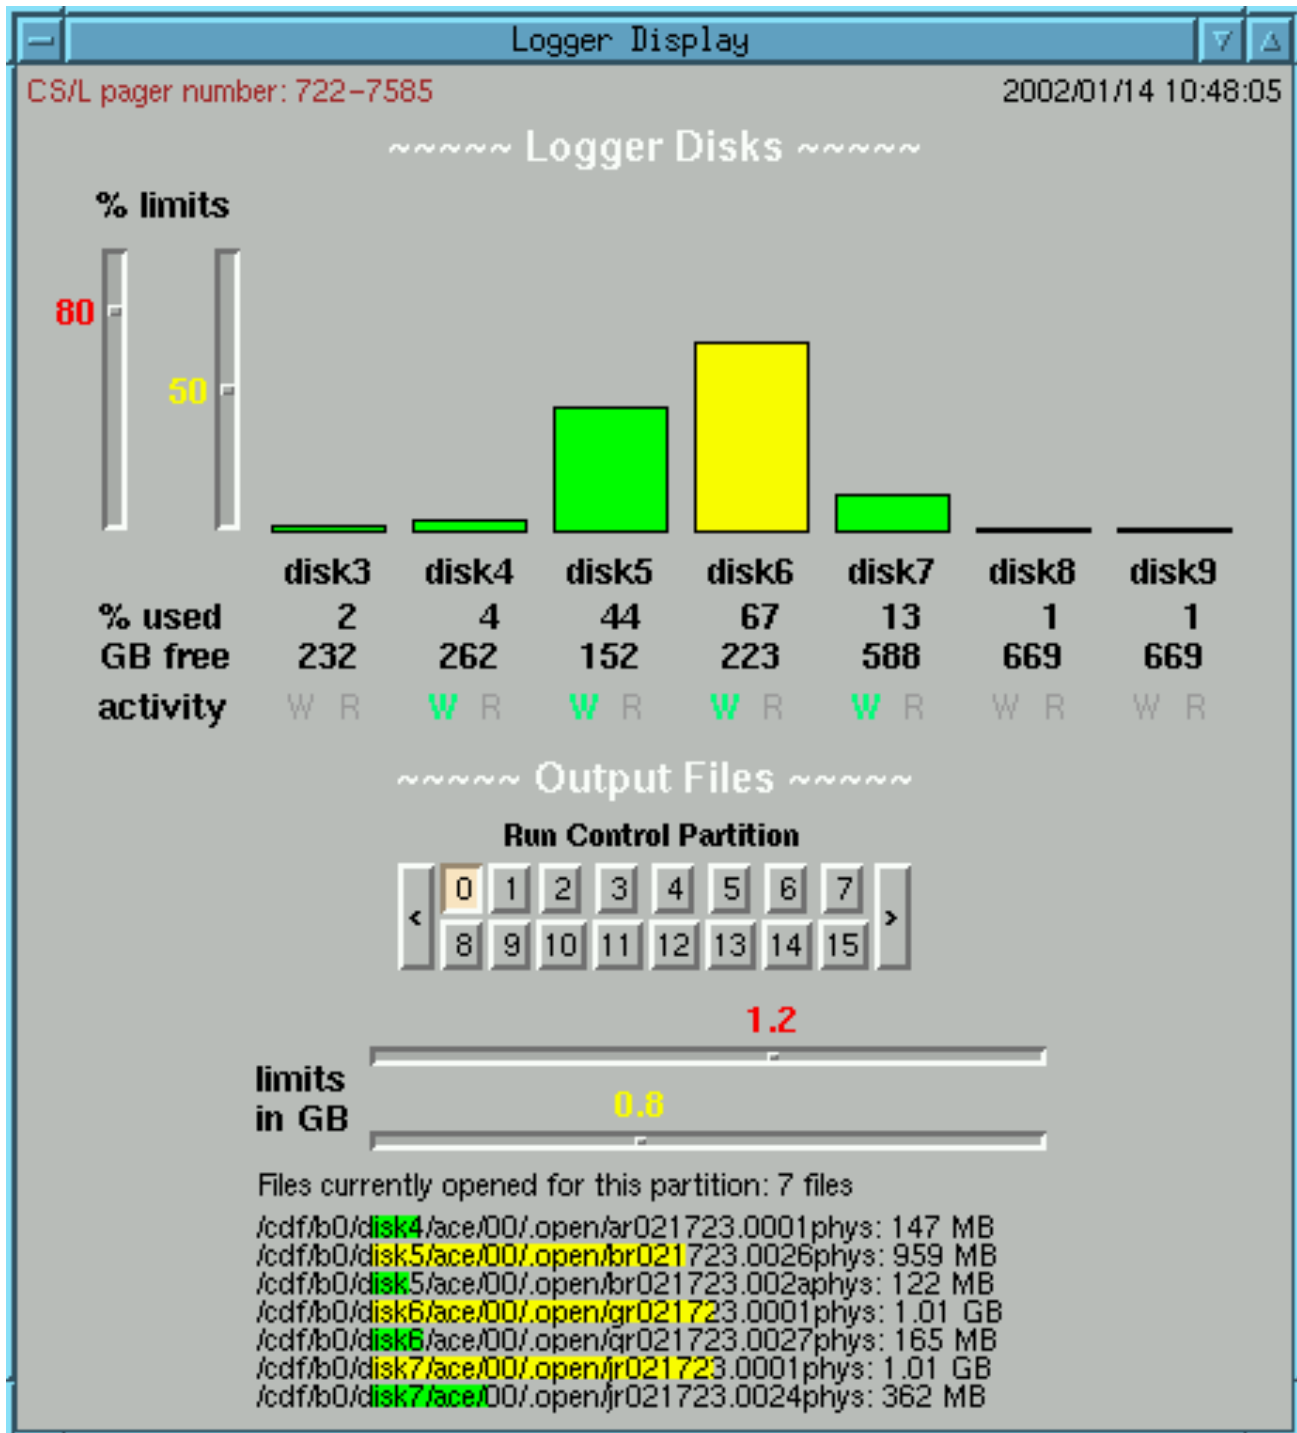 Logger Display
CS/L pager number: 722-7585 2002/01/14 10:48:05
~~~~~ Logger Disks ~~~~~
% limits
80
50
disk3 disk4 disk5 disk6 disk7 disk8 disk9
% used 2 4 44 67 13 1 1
GB free 232 262 152 223 588 669 669
activity W R W R W R W R W R W R W R
~~~~~ Output Files ~~~~~
Run Control Partition
< 0 1 2 3 4 5 6 7 >
8 9 10 11 12 13 14 15
1.2
limits
in GB
0.8
Files currently opened for this partition: 7 files
/cdf/b0/disk4/ace/00/.open/ar021723.0001phys: 147 MB
/cdf/b0/disk5/ace/00/.open/br021723.0026phys: 959 MB
/cdf/b0/disk5/ace/00/.open/br021723.002aphys: 122 MB
/cdf/b0/disk6/ace/00/.open/gr021723.0001phys: 1.01 GB
/cdf/b0/disk6/ace/00/.open/gr021723.0027phys: 165 MB
/cdf/b0/disk7/ace/00/.open/jr021723.0001phys: 1.01 GB
/cdf/b0/disk7/ace/00/.open/jr021723.0024phys: 362 MB